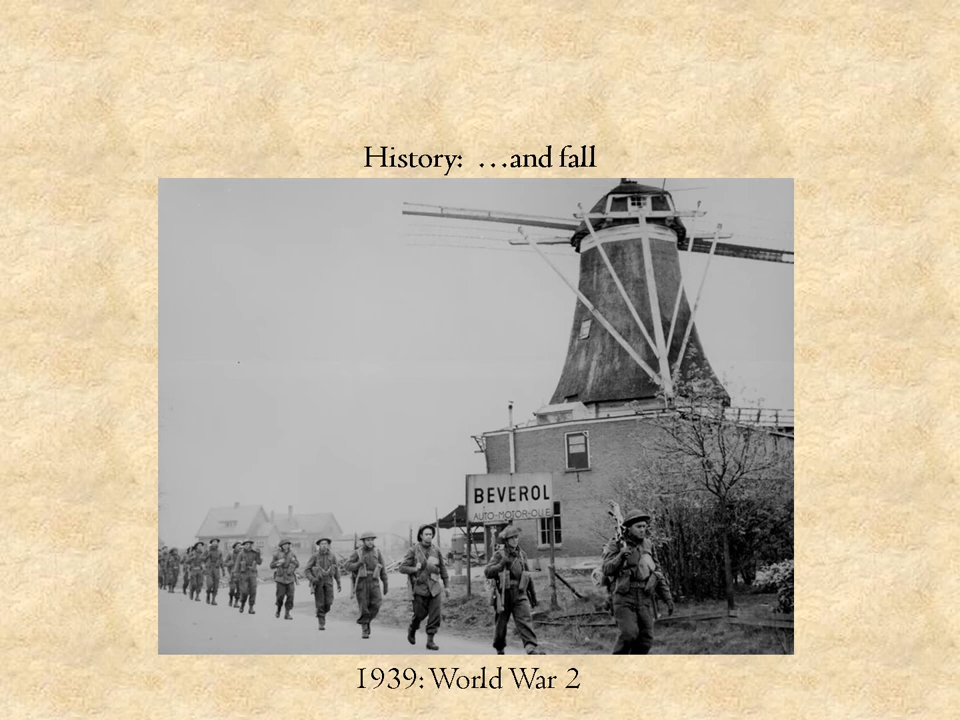 History:  ...and fall
BEVEROL
AUTO-MOTOR-OLIE
1939: World War 2